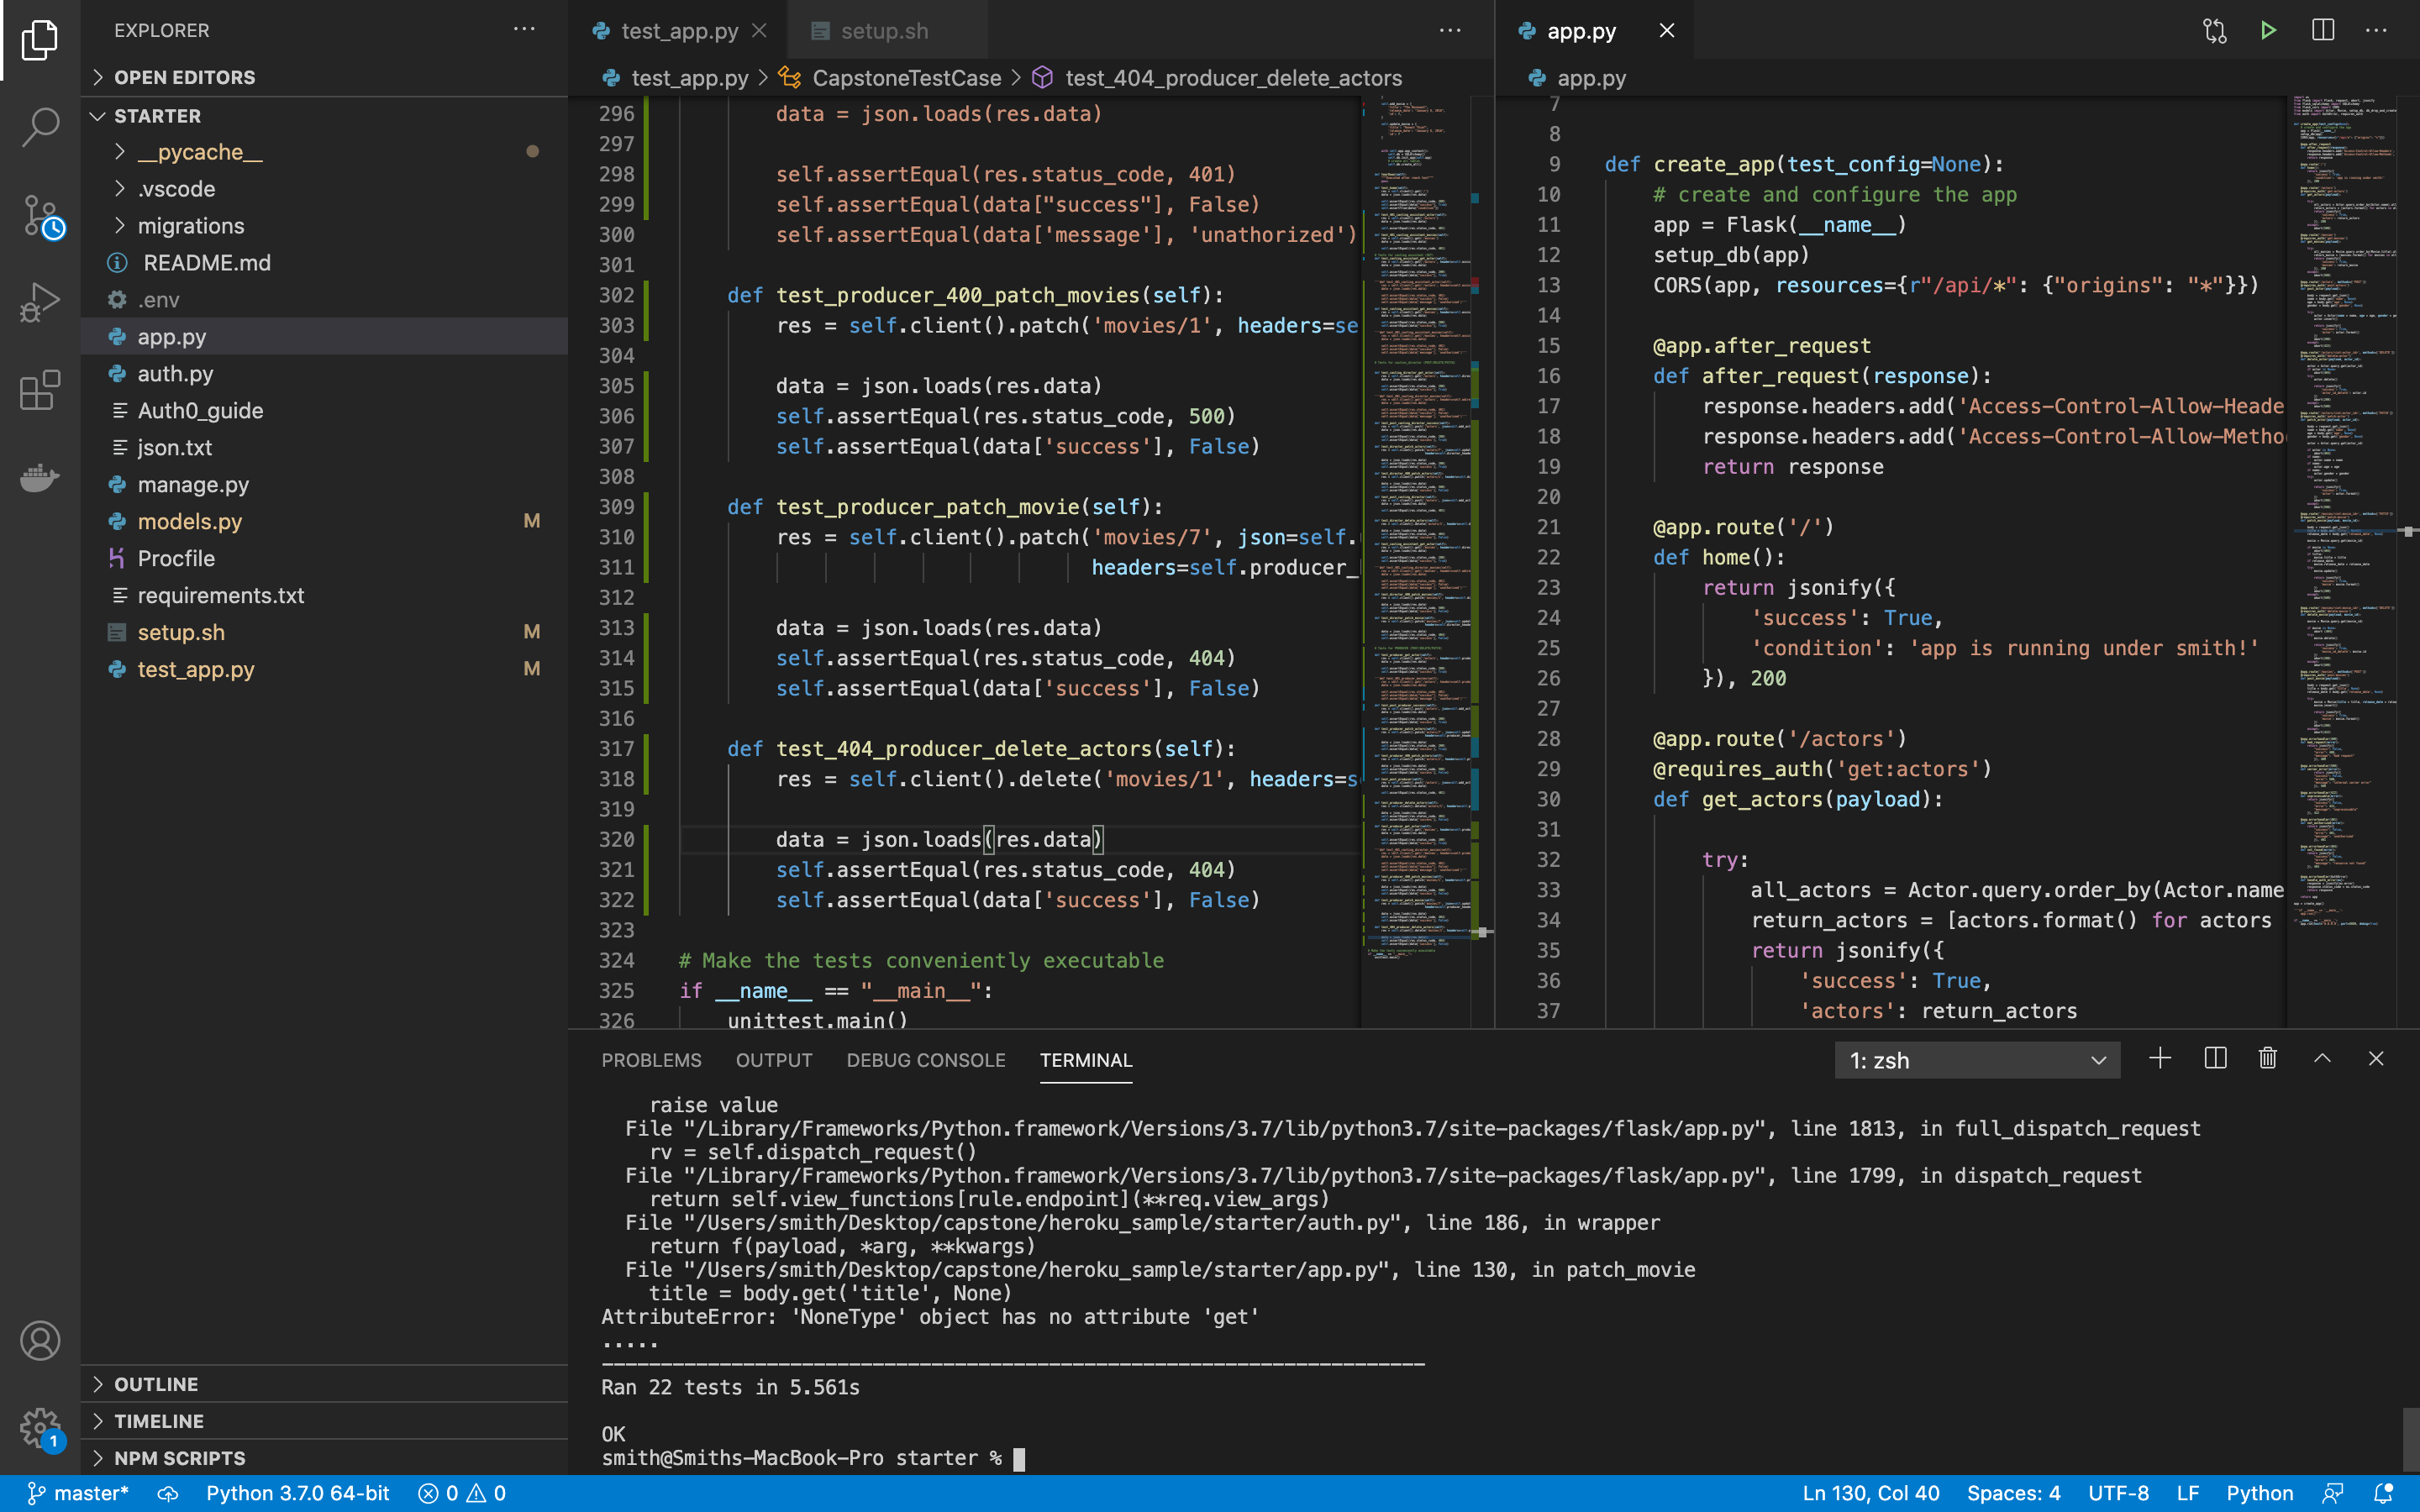 EXPLORER
OPEN EDITORS
STARTER
__pycache__
.vscode
migrations
README.md
.env
app.py
auth.py
Auth0_guide
json.txt
manage.py
models.py M
Procfile
requirements.txt
setup.sh M
test_app.py M
OUTLINE
TIMELINE
NPM SCRIPTS
1
test_app.py
setup.sh
test_app.py > CapstoneTestCase > test_404_producer_delete_actors
296 data = json.loads(res.data)
297
298 self.assertEqual(res.status_code, 401)
299 self.assertEqual(data["success"], False)
300 self.assertEqual(data['message'], 'unathorized')
301
302 def test_producer_400_patch_movies(self):
303 res = self.client().patch('movies/1', headers=se
304
305 data = json.loads(res.data)
306 self.assertEqual(res.status_code, 500)
307 self.assertEqual(data['success'], False)
308
309 def test_producer_patch_movie(self):
310 res = self.client().patch('movies/7', json=self.
311 headers=self.producer_
312
313 data = json.loads(res.data)
314 self.assertEqual(res.status_code, 404)
315 self.assertEqual(data['success'], False)
316
317 def test_404_producer_delete_actors(self):
318 res = self.client().delete('movies/1', headers=s
319
320 data = json.loads(res.data)
321 self.assertEqual(res.status_code, 404)
322 self.assertEqual(data['success'], False)
323
324 # Make the tests conveniently executable
325 if __name__ == "__main__":
326 unittest.main()
app.py
app.py
7
8
9 def create_app(test_config=None):
10 # create and configure the app
11 app = Flask(__name__)
12 setup_db(app)
13 CORS(app, resources={r"/api/*": {"origins": "*"}})
14
15 @app.after_request
16 def after_request(response):
17 response.headers.add('Access-Control-Allow-Heade
18 response.headers.add('Access-Control-Allow-Metho
19 return response
20
21 @app.route('/')
22 def home():
23 return jsonify({
24 'success': True,
25 'condition': 'app is running under smith!'
26 }), 200
27
28 @app.route('/actors')
29 @requires_auth('get:actors')
30 def get_actors(payload):
31
32 try:
33 all_actors = Actor.query.order_by(Actor.name
34 return_actors = [actors.format() for actors
35 return jsonify({
36 'success': True,
37 'actors': return_actors
PROBLEMS OUTPUT DEBUG CONSOLE TERMINAL 1: zsh
raise value
File "/Library/Frameworks/Python.framework/Versions/3.7/lib/python3.7/site-packages/flask/app.py", line 1813, in full_dispatch_request
rv = self.dispatch_request()
File "/Library/Frameworks/Python.framework/Versions/3.7/lib/python3.7/site-packages/flask/app.py", line 1799, in dispatch_request
return self.view_functions[rule.endpoint](**req.view_args)
File "/Users/smith/Desktop/capstone/heroku_sample/starter/auth.py", line 186, in wrapper
return f(payload, *arg, **kwargs)
File "/Users/smith/Desktop/capstone/heroku_sample/starter/app.py", line 130, in patch_movie
title = body.get('title', None)
AttributeError: 'NoneType' object has no attribute 'get'
.....
----------------------------------------------------------------------
Ran 22 tests in 5.561s
OK
smith@Smiths-MacBook-Pro starter %
master* Python 3.7.0 64-bit 0 0 Ln 130, Col 40 Spaces: 4 UTF-8 LF Python